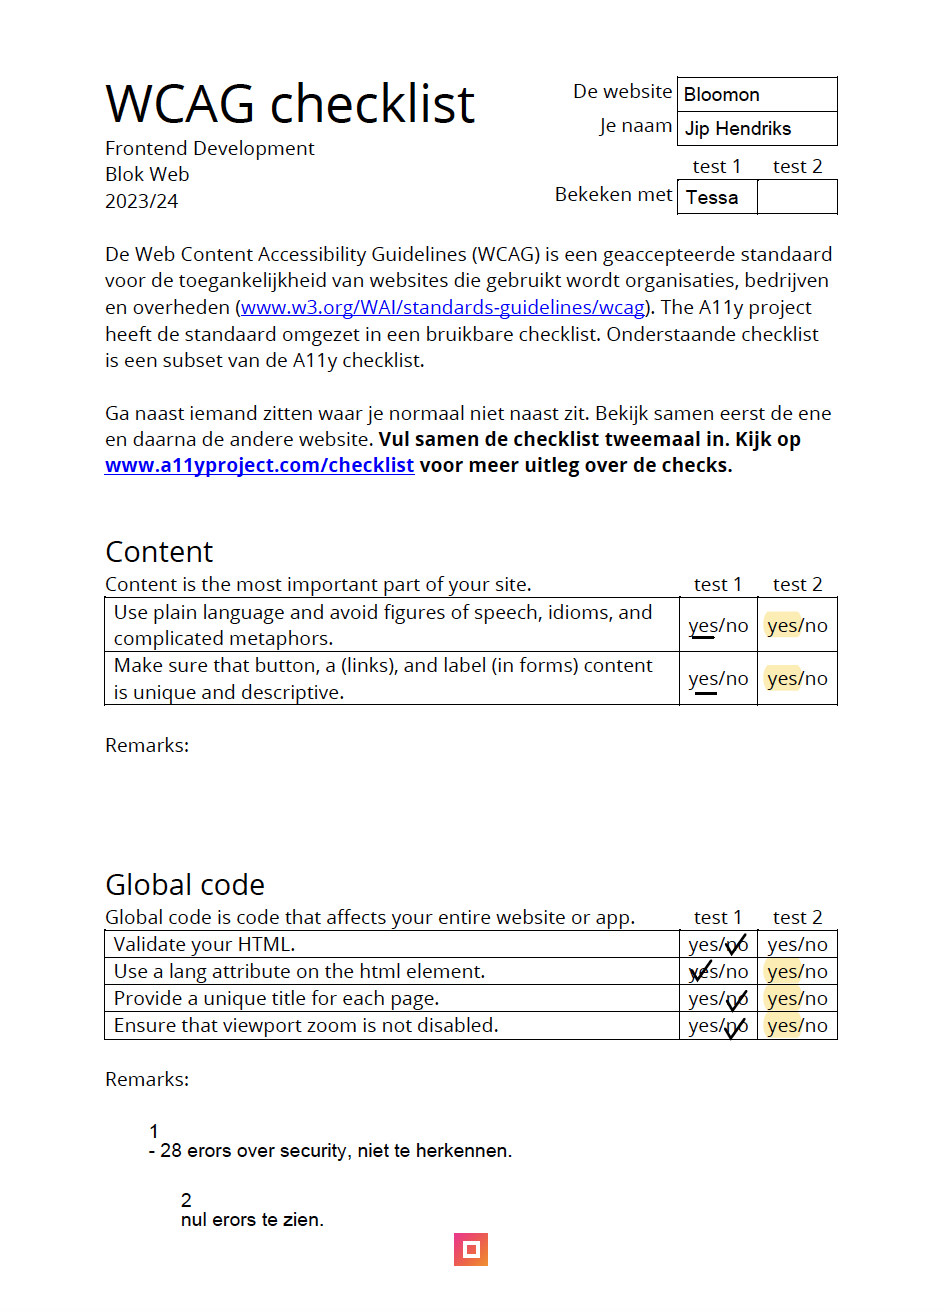 WCAG checklist
Frontend Development
Blok Web
2023/24
De website Bloomon
Je naam Jip Hendriks
test 1 test 2
Bekeken met Tessa
De Web Content Accessibility Guidelines (WCAG) is een geaccepteerde standaard
voor de toegankelijkheid van websites die gebruikt wordt organisaties, bedrijven
en overheden (www.w3.org/WAI/standards-guidelines/wcag). The A11y project
heeft de standaard omgezet in een bruikbare checklist. Onderstaande checklist
is een subset van de A11y checklist.
Ga naast iemand zitten waar je normaal niet naast zit. Bekijk samen eerst de ene
en daarna de andere website. Vul samen de checklist tweemaal in. Kijk op
www.a11yproject.com/checklist voor meer uitleg over de checks.
Content
Content is the most important part of your site. test 1 test 2
Use plain language and avoid figures of speech, idioms, and
complicated metaphors. yes/no yes/no
Make sure that button, a (links), and label (in forms) content
is unique and descriptive. yes/no yes/no
Remarks:
Global code
Global code is code that affects your entire website or app. test 1 test 2
Validate your HTML. yes/no yes/no
Use a lang attribute on the html element. yes/no yes/no
Provide a unique title for each page. yes/no yes/no
Ensure that viewport zoom is not disabled. yes/no yes/no
Remarks:
1
- 28 erors over security, niet te herkennen.
2
nul erors te zien.